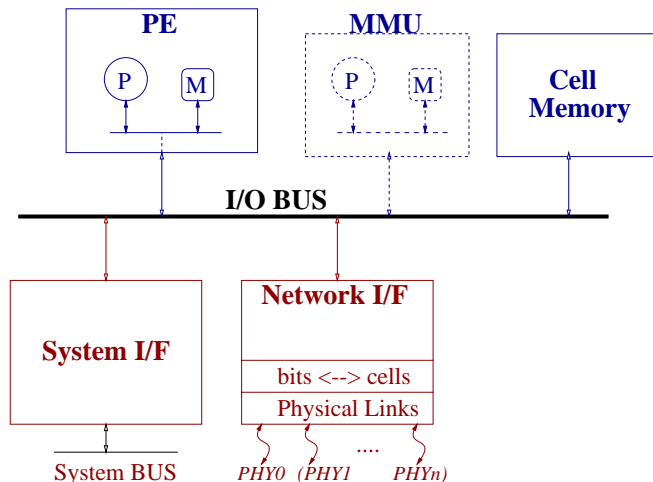 PE
MMU
P
M
P
M
Cell
Memory
I/O BUS
System I/F
Network I/F
bits <--> cells
Physical Links
....
System BUS
PHY0 (PHY1 PHYn)